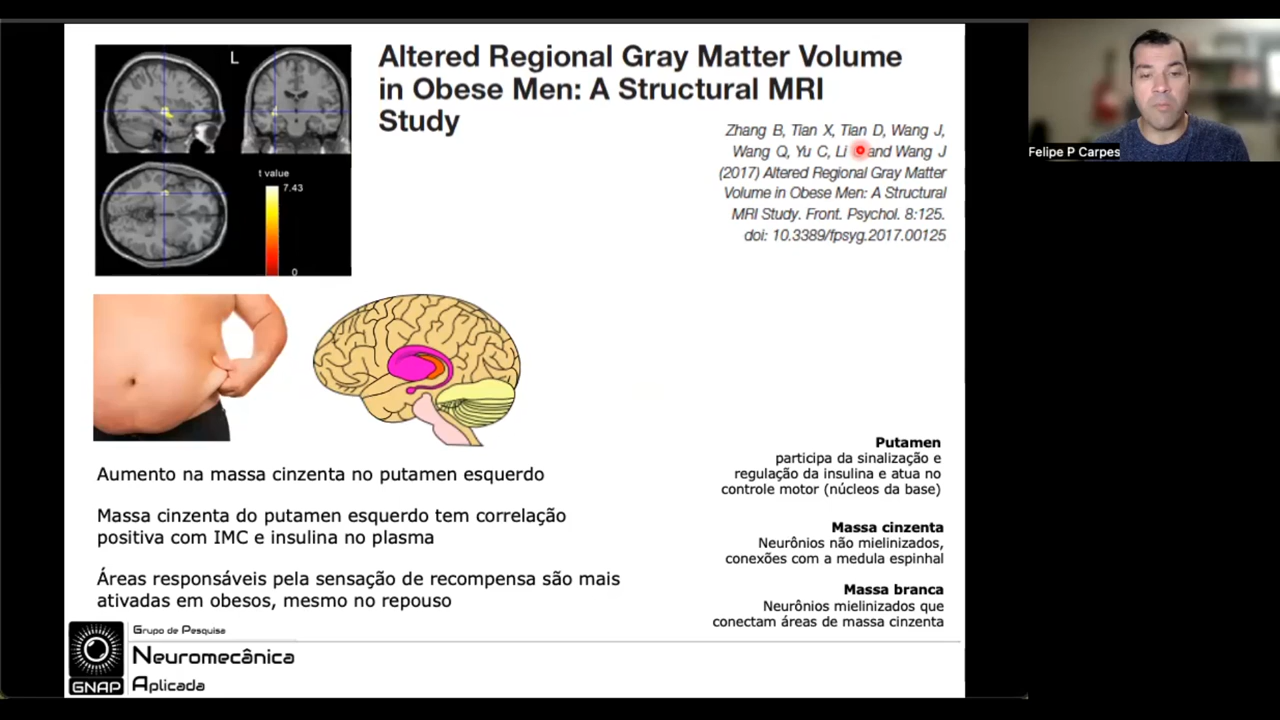 L
t value
7.43
0
Altered Regional Gray Matter Volume
in Obese Men: A Structural MRI
Study
Zhang B, Tian X, Tian D, Wang J,
Wang Q, Yu C, Li and Wang J
(2017) Altered Regional Gray Matter
Volume in Obese Men: A Structural
MRI Study. Front. Psychol. 8:125.
doi: 10.3389/fpsyg.2017.00125
Felipe P Carpes
Aumento na massa cinzenta no putamen esquerdo
Massa cinzenta do putamen esquerdo tem correlação
positiva com IMC e insulina no plasma
Áreas responsáveis pela sensação de recompensa são mais
ativadas em obesos, mesmo no repouso
Putamen
participa da sinalização e
regulação da insulina e atua no
controle motor (núcleos da base)
Massa cinzenta
Neurônios não mielinizados,
conexões com a medula espinhal
Massa branca
Neurônios mielinizados que
conectam áreas de massa cinzenta
GNAP
Grupo de Pesquisa
Neuromecânica
Aplicada